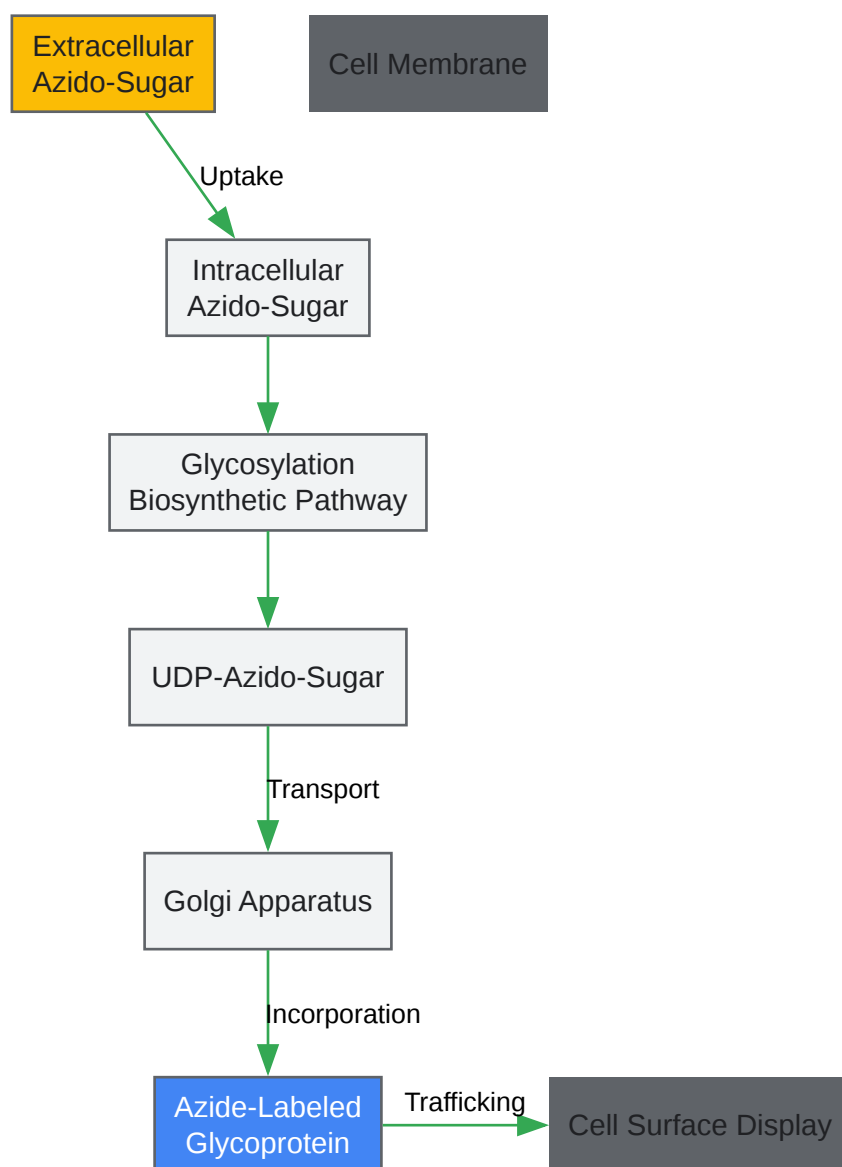 Extracellular
Azido-Sugar
Cell Membrane
Uptake
Intracellular
Azido-Sugar
Glycosylation
Biosynthetic Pathway
UDP-Azido-Sugar
Transport
Golgi Apparatus
Incorporation
Azide-Labeled
Glycoprotein
Trafficking
Cell Surface Display